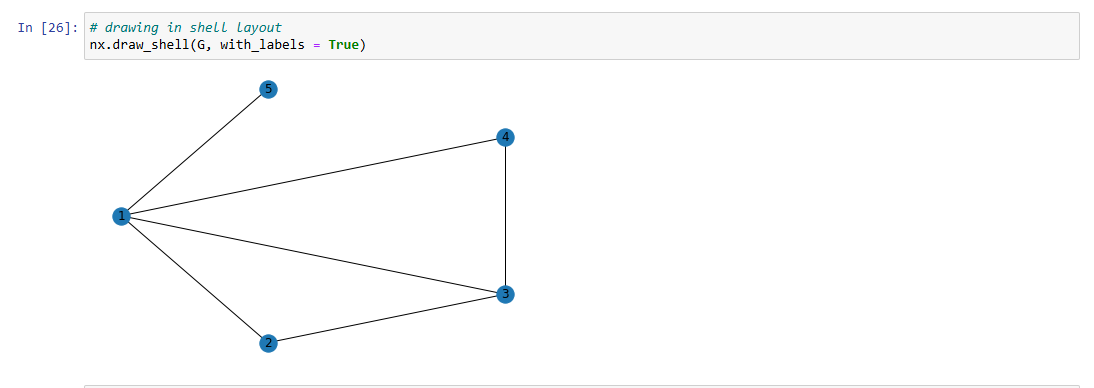 In [26]: # drawing in shell layout
nx.draw_shell(G, with_labels = True)
5
4
1
3
2